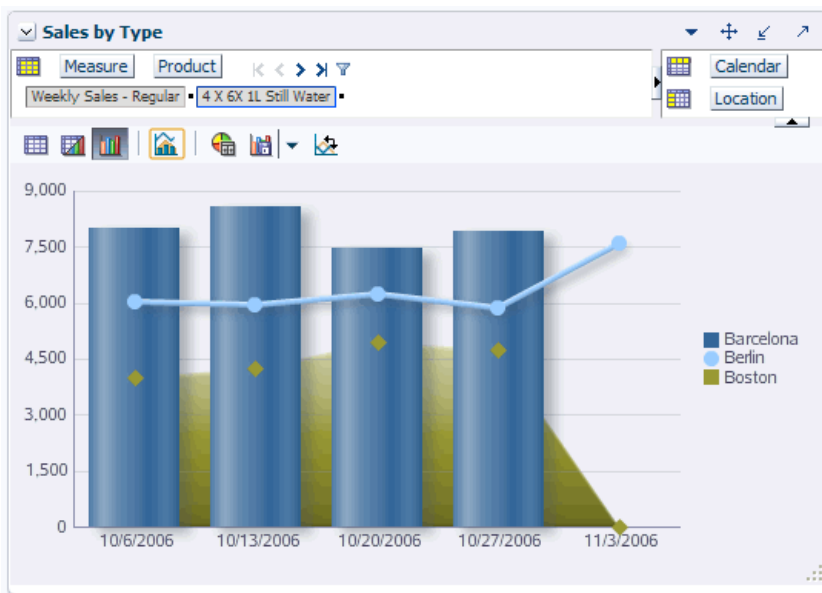 Sales by Type
Measure Product
Calendar
Weekly Sales - Regular 4 X 6X 1L Still Water
Location
9,000
7,500
6,000
4,500
3,000
1,500
0
10/6/2006 10/13/2006 10/20/2006 10/27/2006 11/3/2006
Barcelona
Berlin
Boston